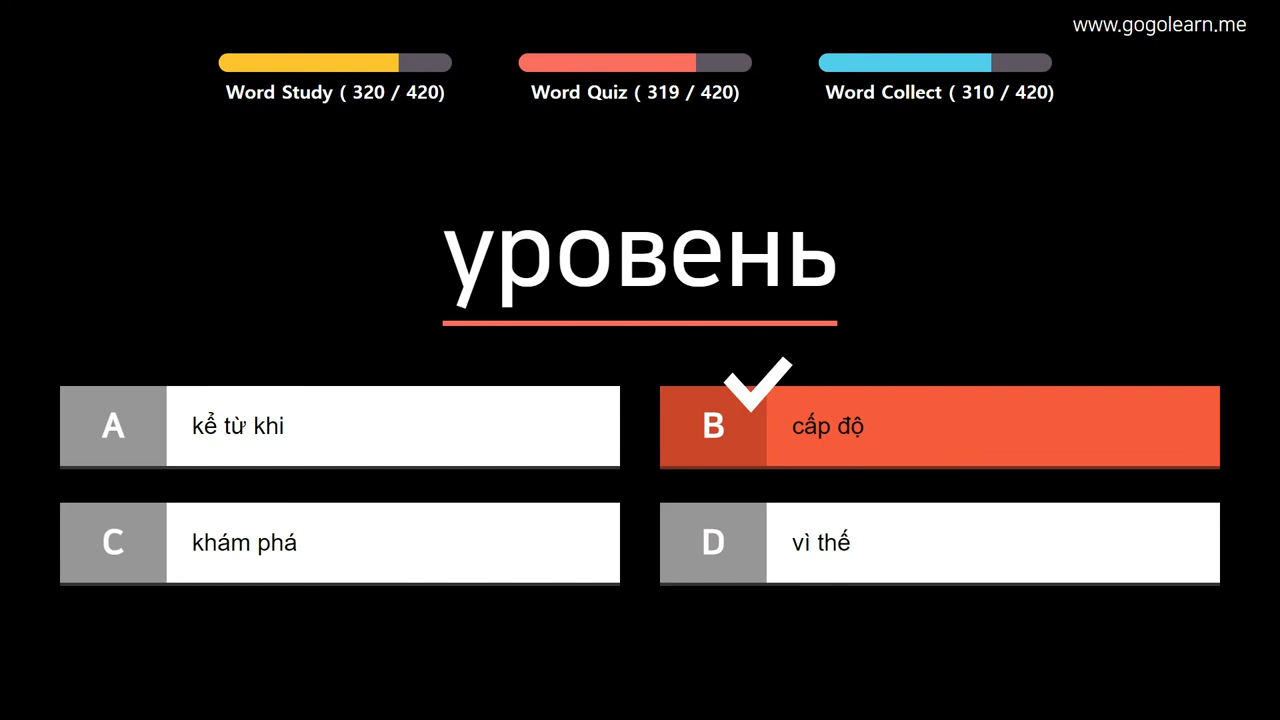 www.gogolearn.me
Word Study ( 320 / 420)
Word Quiz ( 319 / 420)
Word Collect ( 310 / 420)
уровень
A kể từ khi
B cấp độ
C khám phá
D vì thế